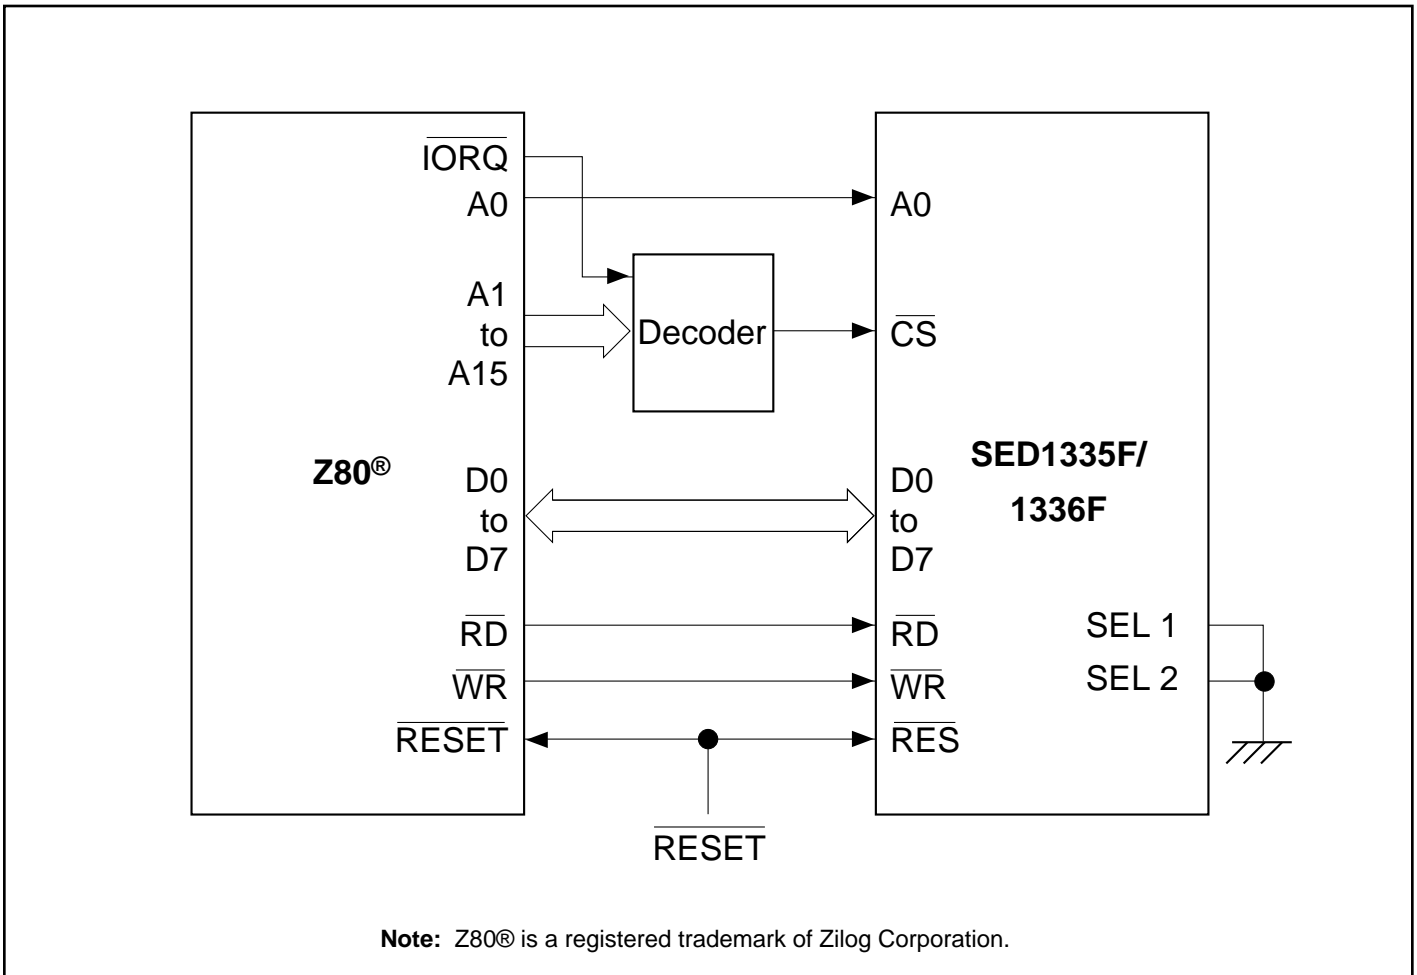 IORQ
A0
A1
to
A15
Z80®
D0
to
D7
RD
WR
RESET
Decoder
RESET
A0
CS
SED1335F/
1336F
D0
to
D7
RD
WR
RES
SEL 1
SEL 2
Note: Z80® is a registered trademark of Zilog Corporation.